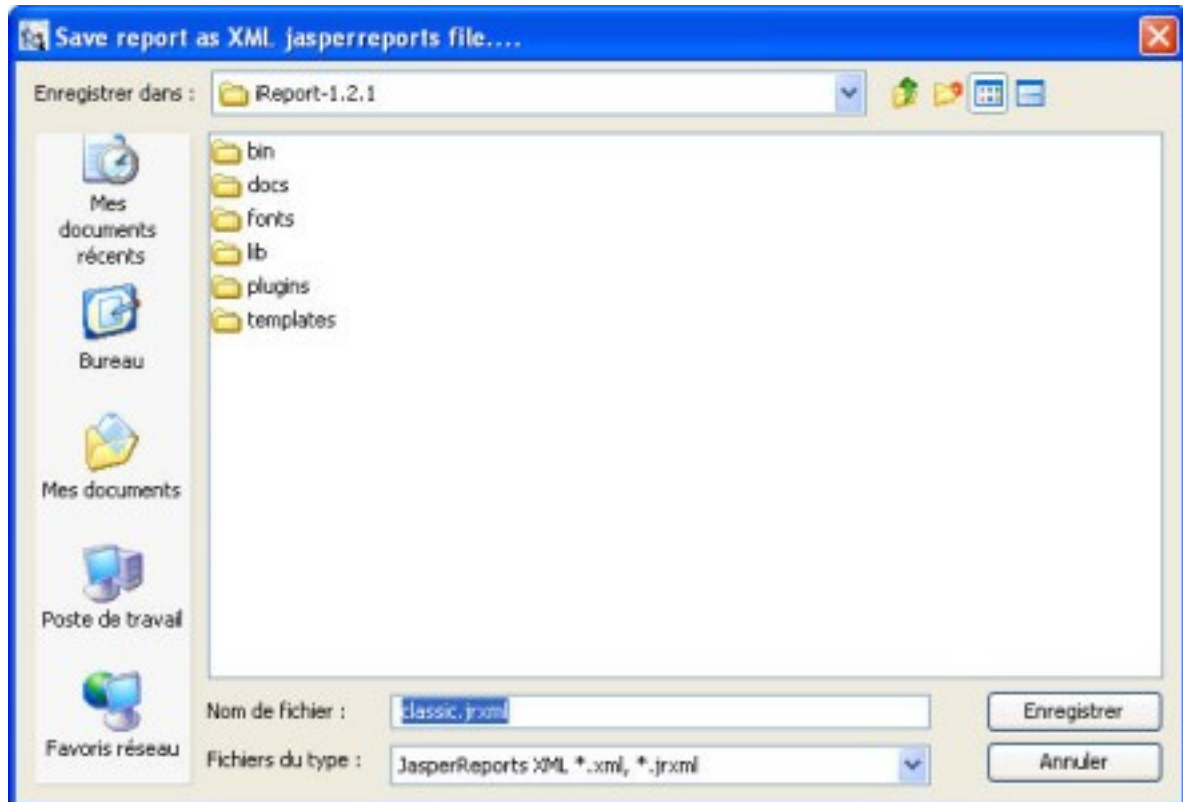 Save report as XML jasperreports file....
Enregistrer dans :
iReport-1.2.1
Mes
documents
récents
Bureau
Mes documents
Poste de travail
Favoris réseau
bin
docs
fonts
lib
plugins
templates
Nom de fichier :
classic.jrxml
Enregistrer
Fichiers du type :
JasperReports XML *.xml, *.jrxml
Annuler